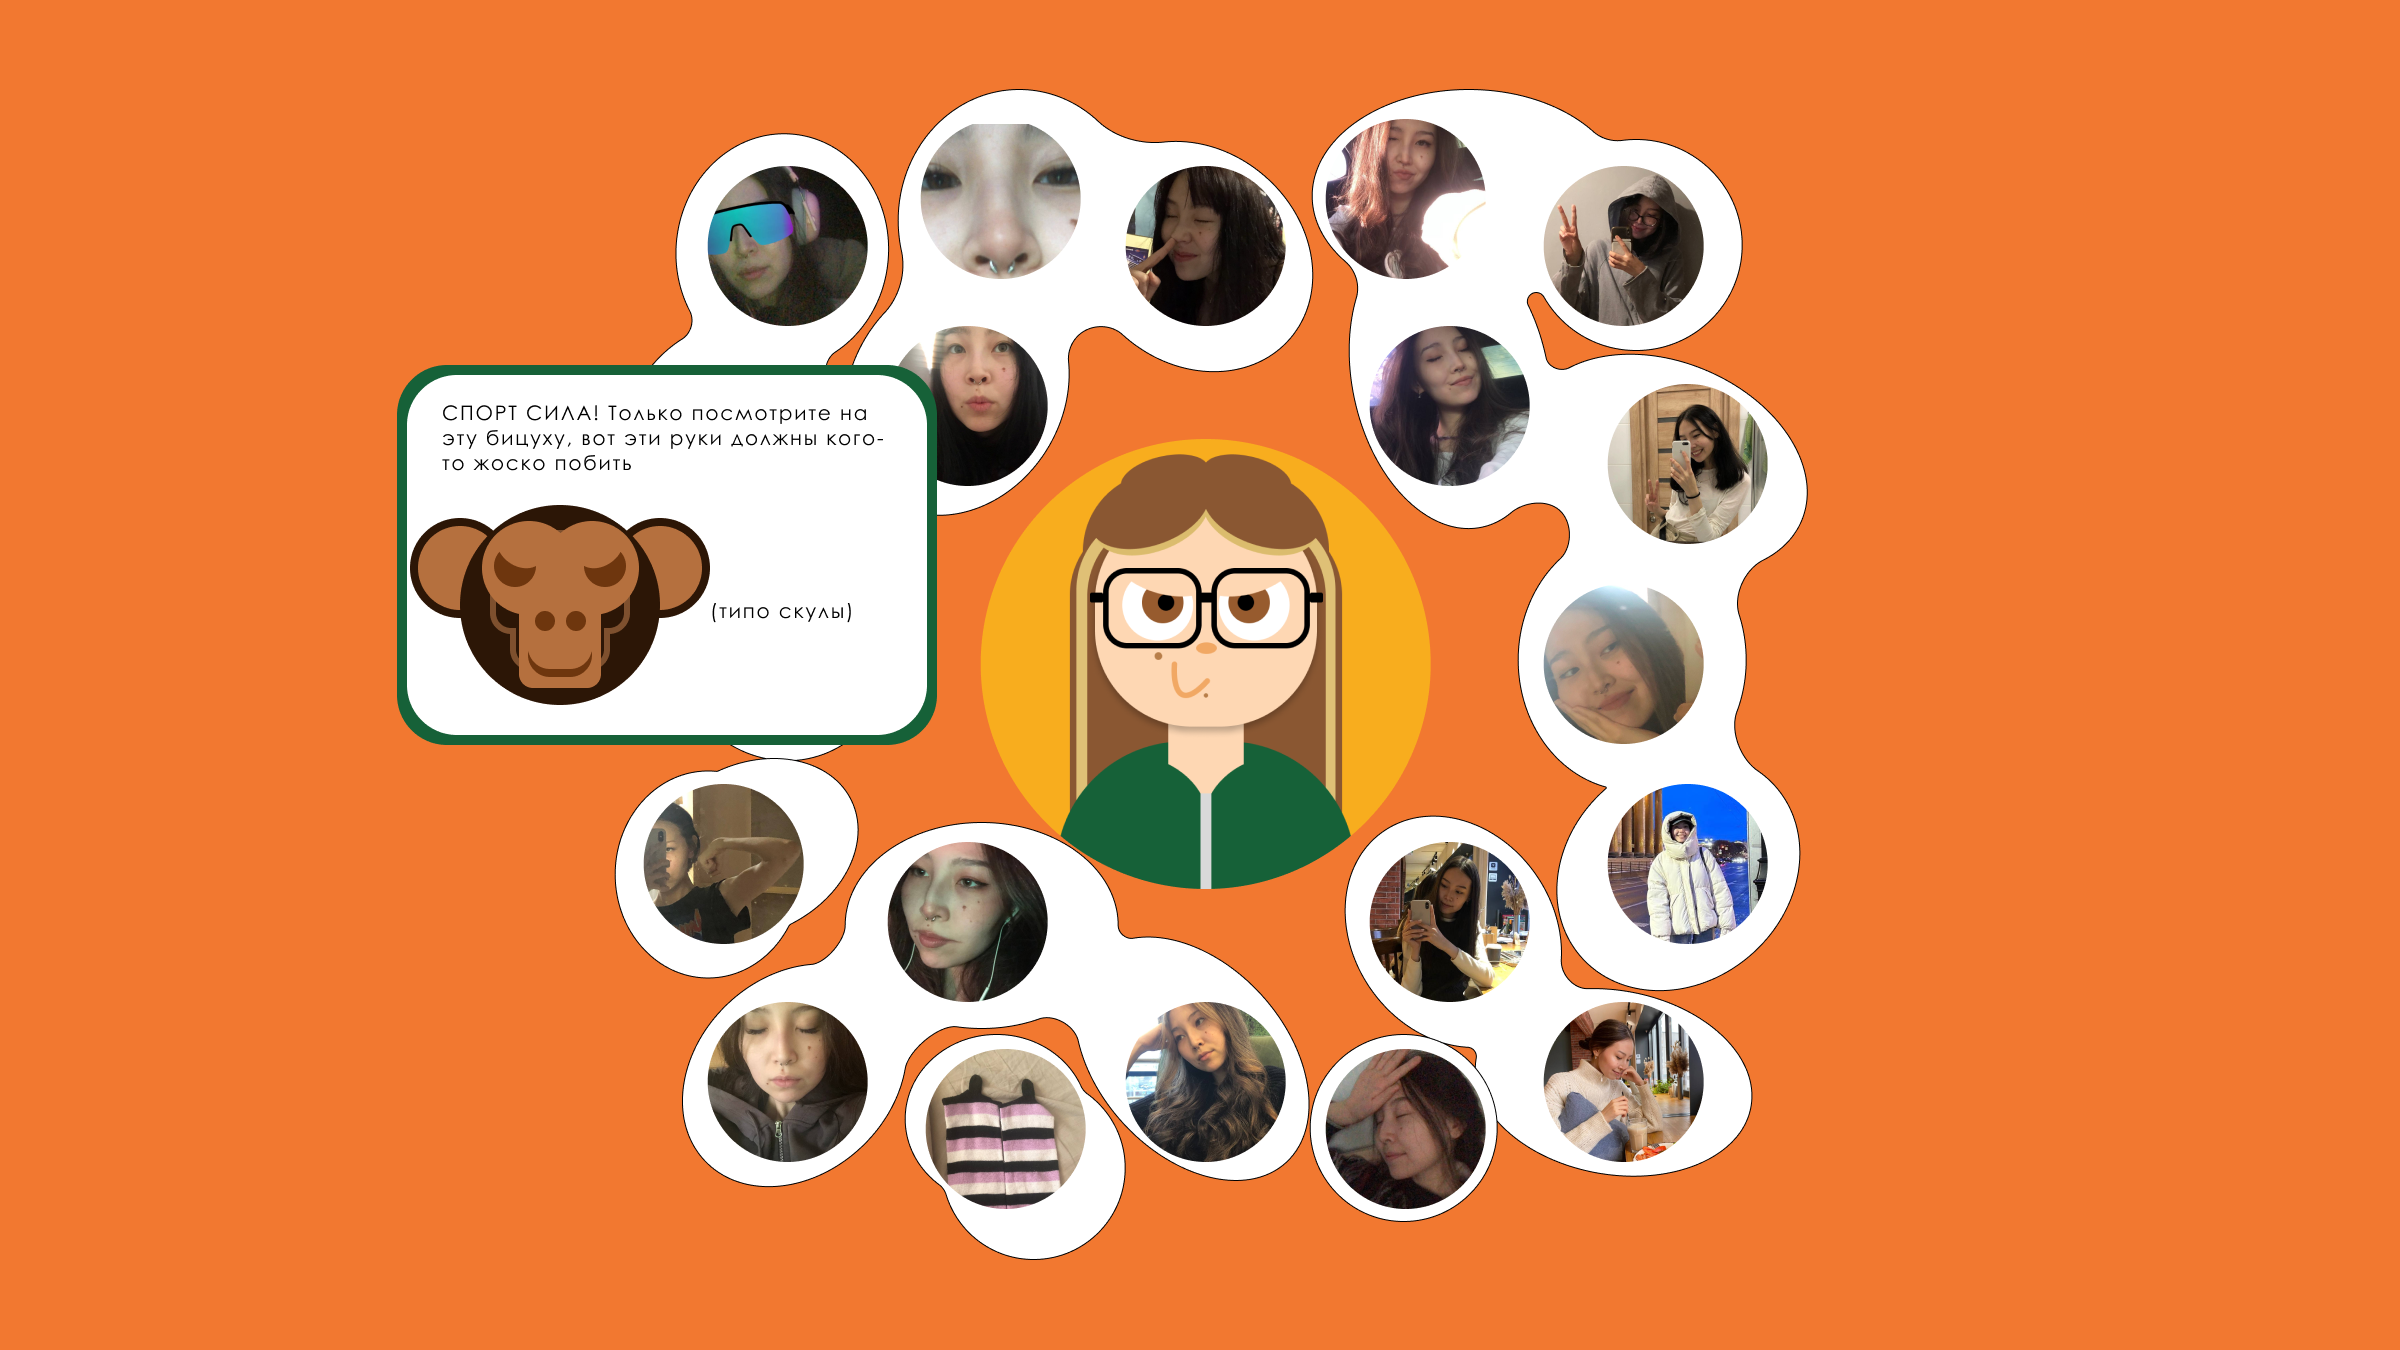 СПОРТ СИЛА! Только посмотрите на
эту бицуху, вот эти руки должны кого-
то жоско побить
(типо скулы)